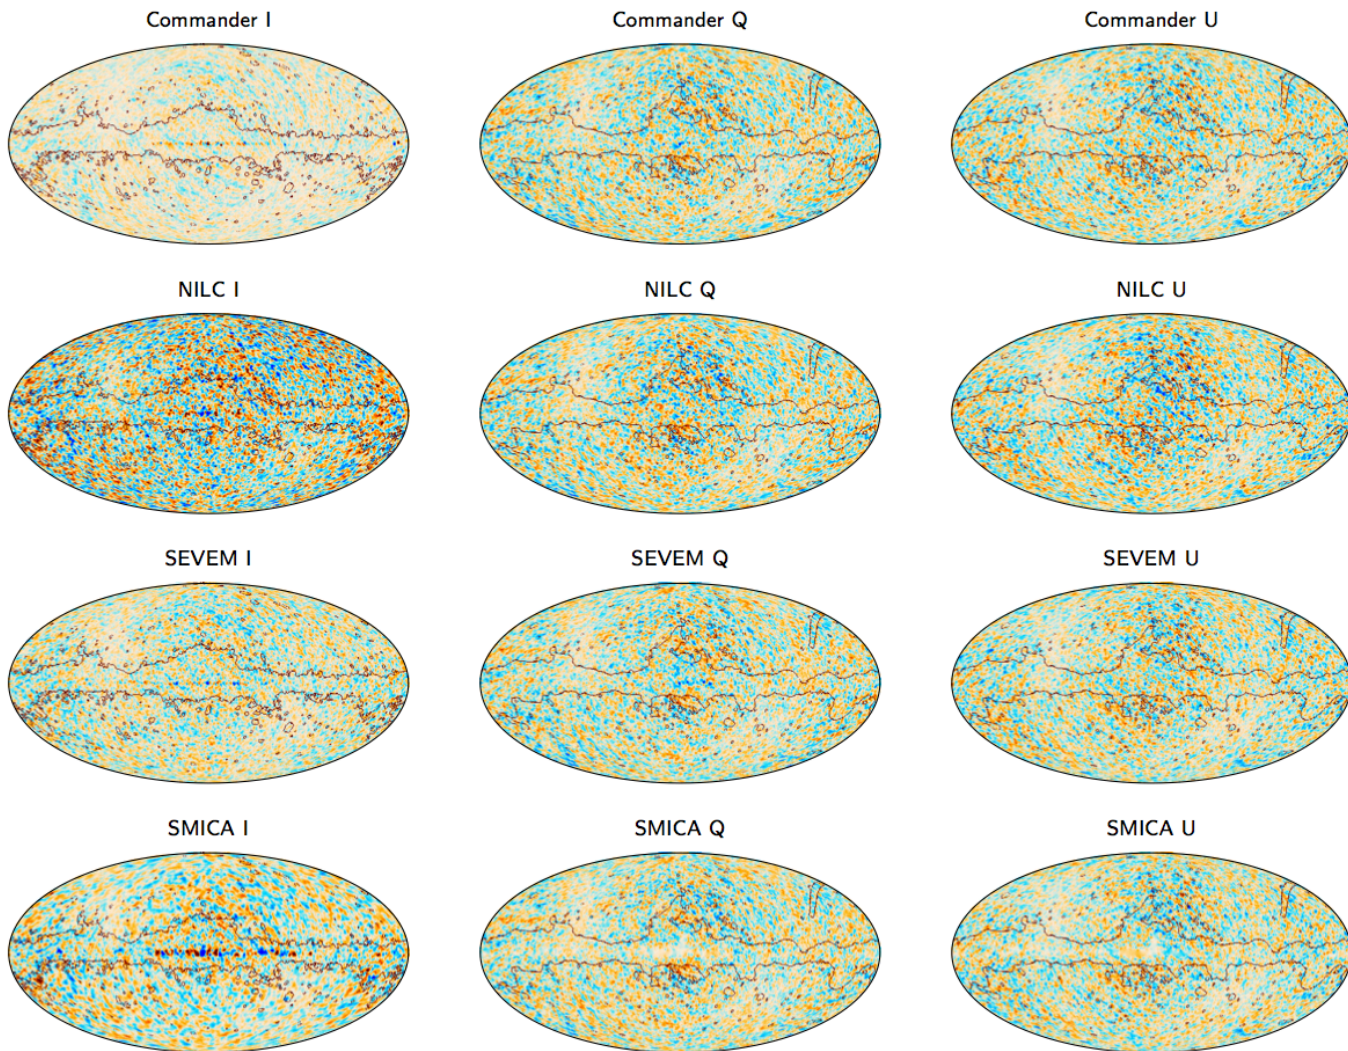 Commander I
Commander Q
Commander U
NILC I
NILC Q
NILC U
SEVEM I
SEVEM Q
SEVEM U
SMICA I
SMICA Q
SMICA U